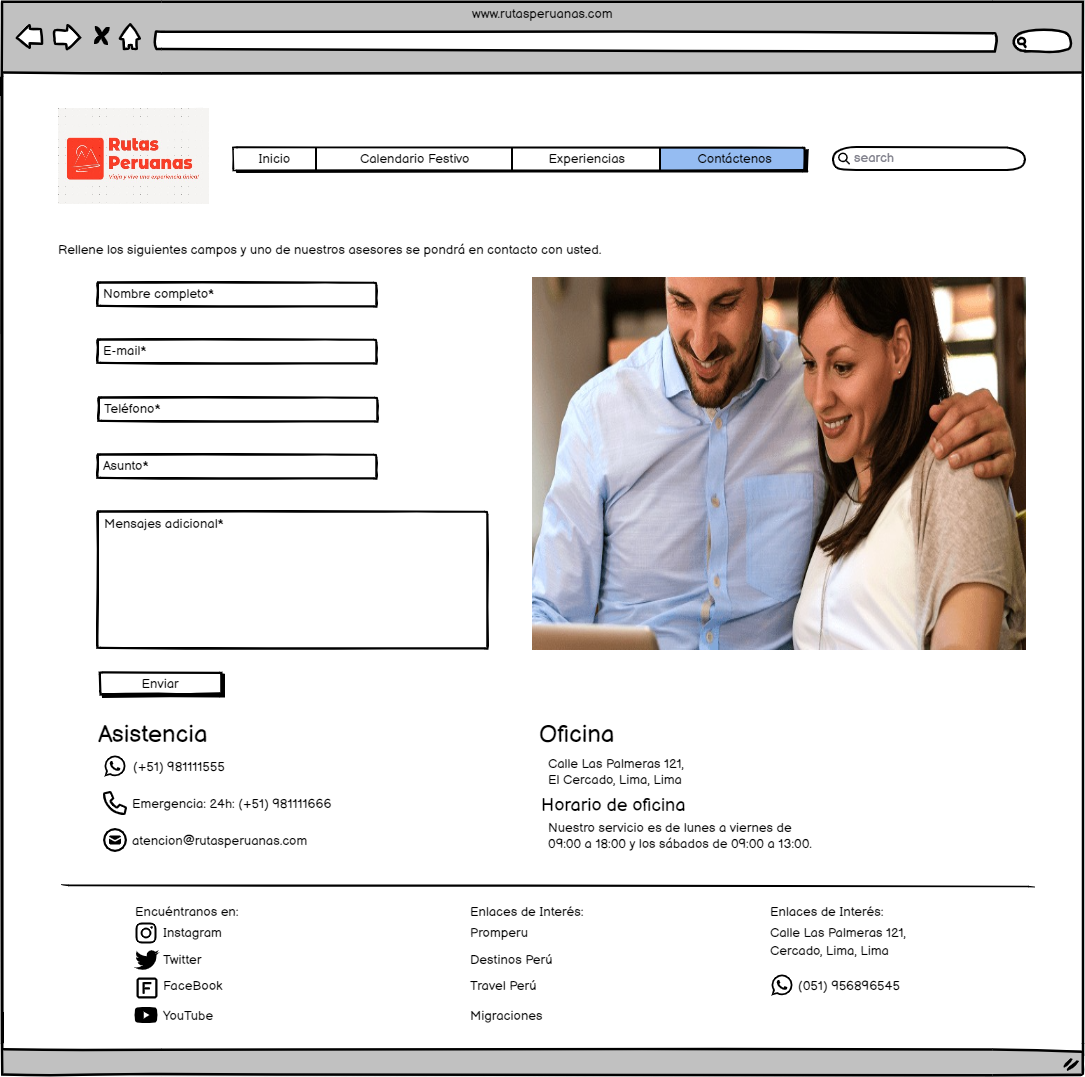 www.rutasperuanas.com
Rutas
Peruanas
Viaja y vive una experiencia única!
Inicio
Calendario Festivo
Experiencias
Contáctenos
search
Rellene los siguientes campos y uno de nuestros asesores se pondrá en contacto con usted.
Nombre completo*
E-mail*
Teléfono*
Asunto*
Mensajes adicional*
Enviar
Asistencia
(+51) 981111555
Emergencia: 24h: (+51) 981111666
atencion@rutasperuanas.com
Oficina
Calle Las Palmeras 121,
El Cercado, Lima, Lima
Horario de oficina
Nuestro servicio es de lunes a viernes de
09:00 a 18:00 y los sábados de 09:00 a 13:00.
Encuéntranos en:
Instagram
Twitter
FaceBook
YouTube
Enlaces de Interés:
Promperu
Destinos Perú
Travel Perú
Migraciones
Enlaces de Interés:
Calle Las Palmeras 121,
Cercado, Lima, Lima
(051) 956896545